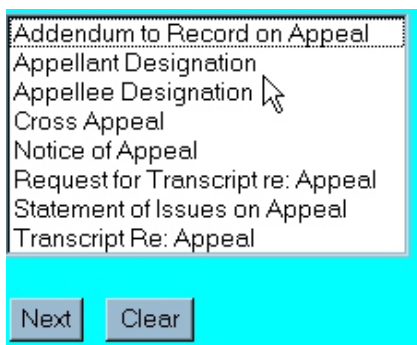 Addendum to Record on Appeal
Appellant Designation
Appellee Designation
Cross Appeal
Notice of Appeal
Request for Transcript re: Appeal
Statement of Issues on Appeal
Transcript Re: Appeal
Next Clear